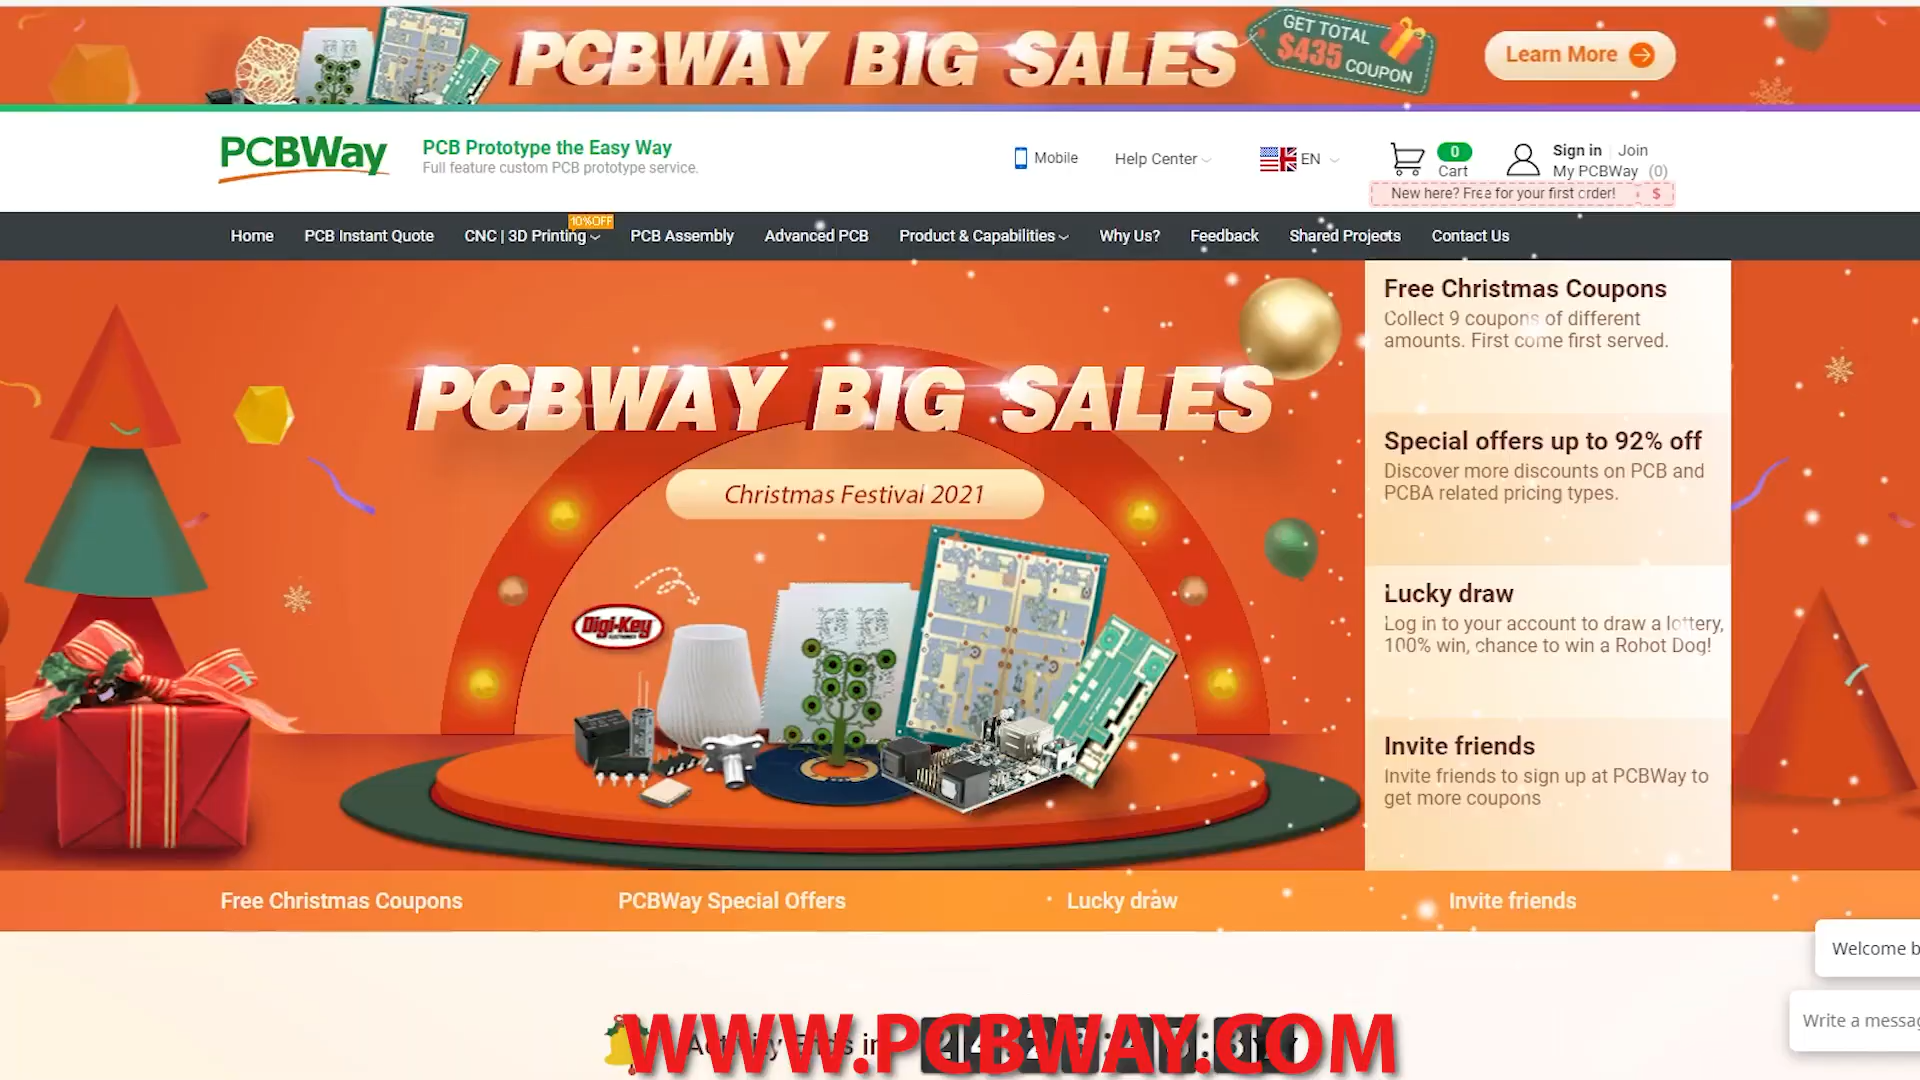 PCBWAY BIG SALES
GET TOTAL
$435
COUPON
Learn More
PCBWay
PCB Prototype the Easy Way
Full feature custom PCB prototype service.
Mobile
Help Center
EN
0
Cart
Sign in
Join
My PCBWay (0)
New here? Free for your first order!
$
10%OFF
Home
PCB Instant Quote
CNC | 3D Printing
PCB Assembly
Advanced PCB
Product & Capabilities
Why Us?
Feedback
Shared Projects
Contact Us
PCBWAY BIG SALES
Christmas Festival 2021
Digi-Key
ELECTRONICS
Free Christmas Coupons
Collect 9 coupons of different
amounts. First come first served.
Special offers up to 92% off
Discover more discounts on PCB and
PCBA related pricing types.
Lucky draw
Log in to your account to draw a lottery,
100% win, chance to win a Robot Dog!
Invite friends
Invite friends to sign up at PCBWay to
get more coupons
Free Christmas Coupons
PCBWay Special Offers
Lucky draw
Invite friends
Welcome b
Write a messag
Activity Ends in
WWW.PCBWAY.COM